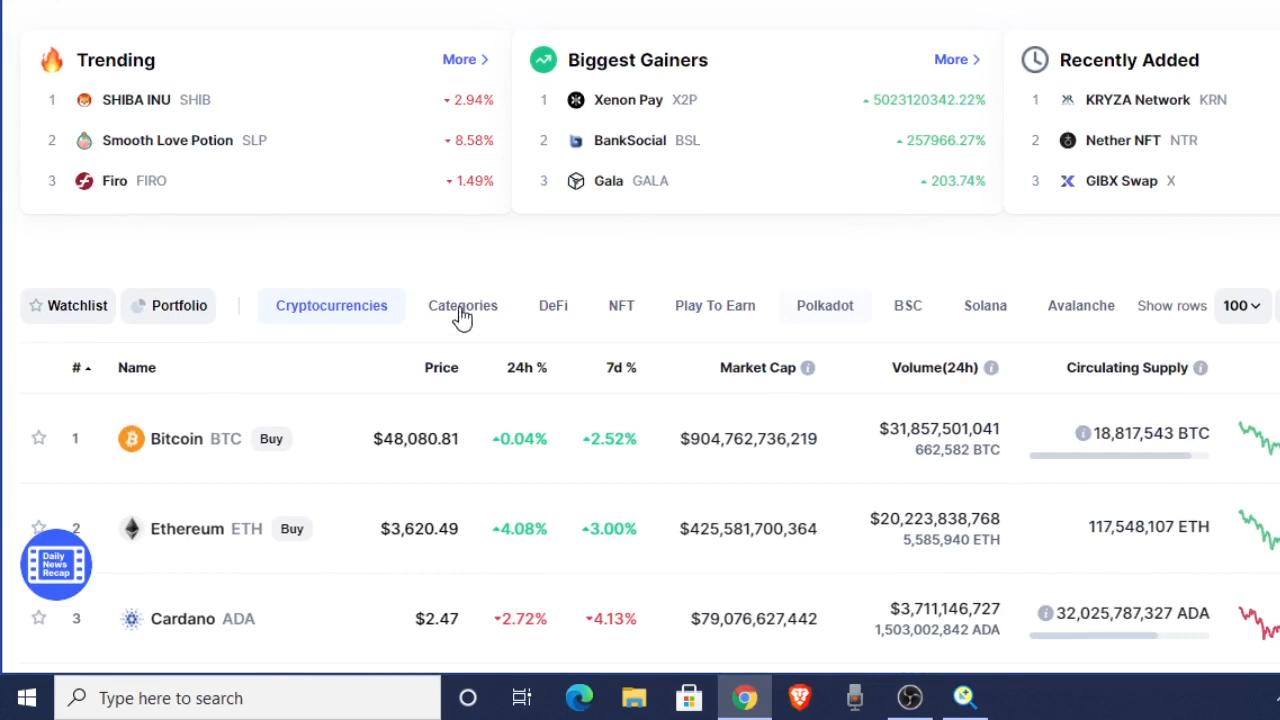 Trending More >
1 SHIBA INU SHIB 2.94%
2 Smooth Love Potion SLP 8.58%
3 Firo FIRO 1.49%
Biggest Gainers More >
1 Xenon Pay X2P 5023120342.22%
2 BankSocial BSL 257966.27%
3 Gala GALA 203.74%
Recently Added
1 KRYZA Network KRN
2 Nether NFT NTR
3 GIBX Swap X
Watchlist Portfolio Cryptocurrencies Categories DeFi NFT Play To Earn Polkadot BSC Solana Avalanche Show rows 100
# Name Price 24h % 7d % Market Cap Volume(24h) Circulating Supply
1 Bitcoin BTC Buy $48,080.81 0.04% 2.52% $904,762,736,219 $31,857,501,041 18,817,543 BTC
662,582 BTC
2 Ethereum ETH Buy $3,620.49 4.08% 3.00% $425,581,700,364 $20,223,838,768 117,548,107 ETH
5,585,940 ETH
Daily
News
Recap
3 Cardano ADA $2.47 2.72% 4.13% $79,076,627,442 $3,711,146,727 32,025,787,327 ADA
1,503,002,842 ADA
Type here to search